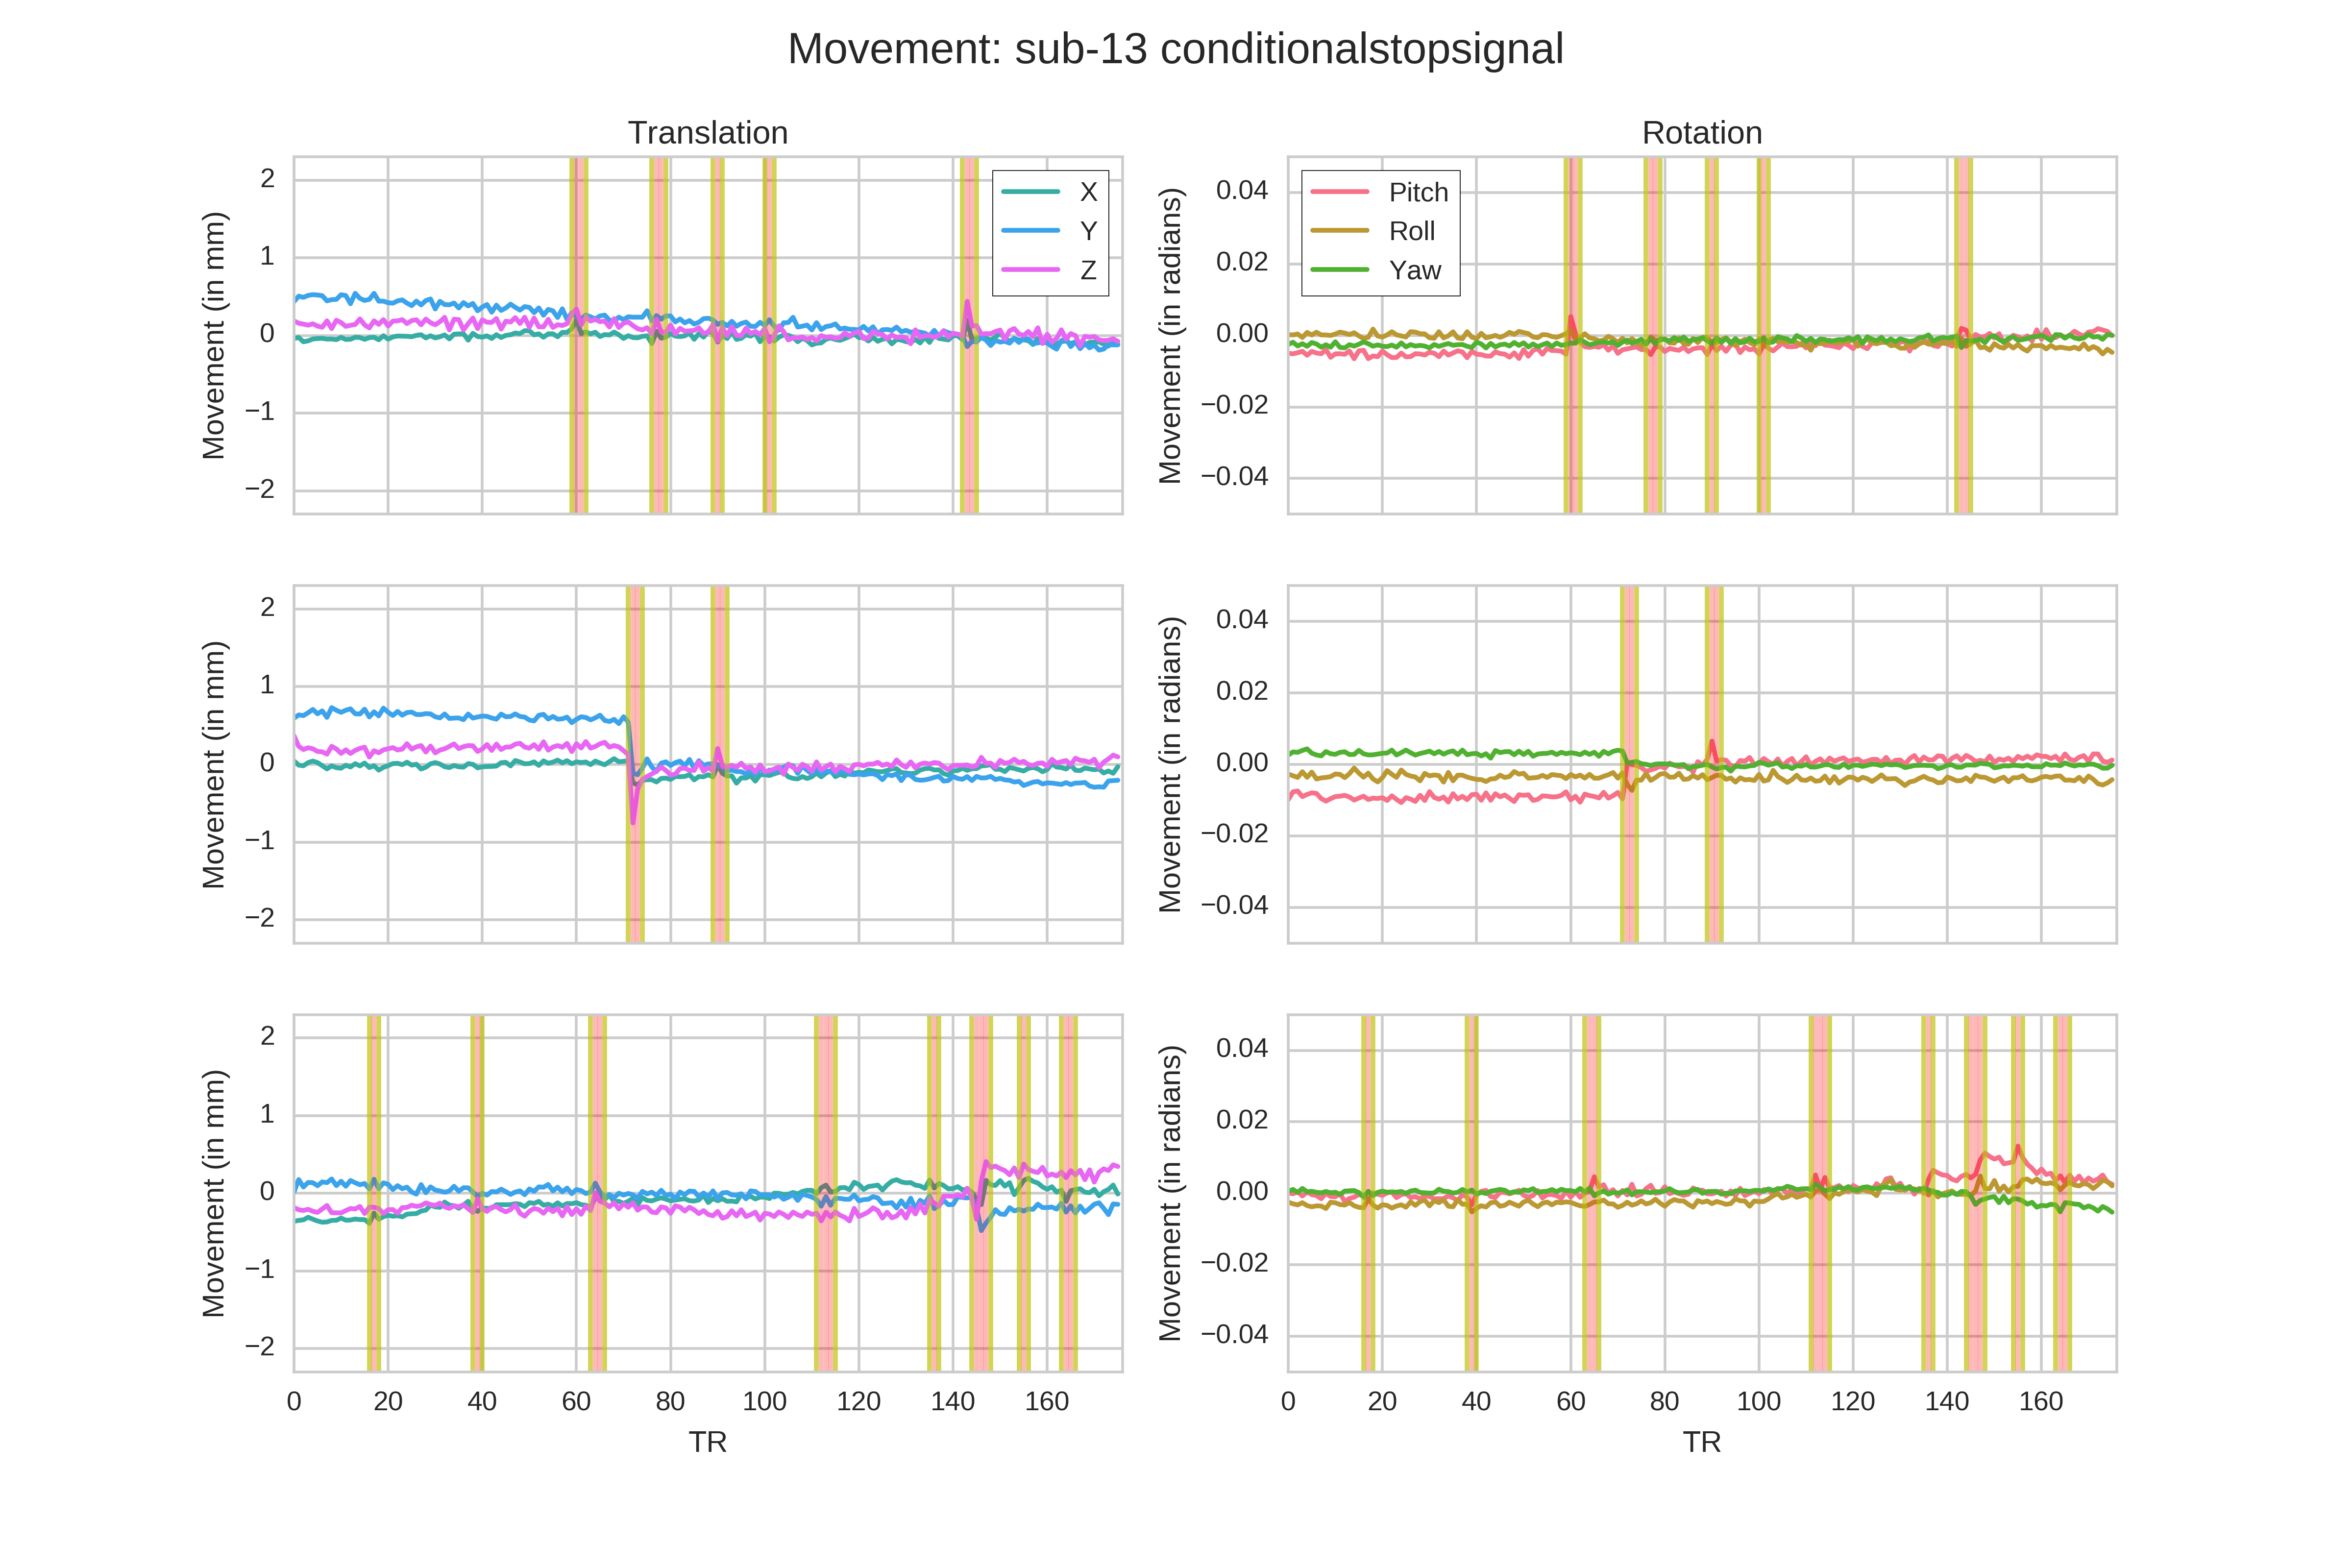 Movement: sub-13 conditionalstopsignal
Translation
Rotation
Movement (in mm)
2
1
0
−1
−2
X
Y
Z
Movement (in radians)
0.04
0.02
0.00
−0.02
−0.04
Pitch
Roll
Yaw
Movement (in mm)
2
1
0
−1
−2
Movement (in radians)
0.04
0.02
0.00
−0.02
−0.04
Movement (in mm)
2
1
0
−1
−2
0 20 40 60 80 100 120 140 160
TR
Movement (in radians)
0.04
0.02
0.00
−0.02
−0.04
0 20 40 60 80 100 120 140 160
TR